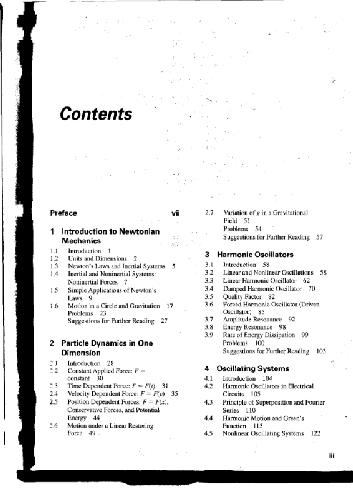 Contents
Preface vii
1 Introduction to Newtonian
Mechanics
1.1 Introduction 1
1.2 Units and Dimensions 2
1.3 Newton's Laws and Inertial Systems 5
1.4 Inertial and Noninertial Systems:
Noninertial Forces 7
1.5 Simple Applications of Newton's
Laws 9
1.6 Motion in a Circle and Gravitation 17
Problems 23
Suggestions for Further Reading 27
2 Particle Dynamics in One
Dimension
2.1 Introduction 28
2.2 Constant Applied Force: F =
constant 30
2.3 Time Dependent Force: F = F(t) 31
2.4 Velocity Dependent Force: F = F(v) 35
2.5 Position Dependent Forces: F = F(x),
Conservative Forces, and Potential
Energy 44
2.6 Motion under a Linear Restoring
Force 49
2.7 Variation of g in a Gravitational
Field 51
Problems 54
Suggestions for Further Reading 57
3 Harmonic Oscillators
3.1 Introduction 58
3.2 Linear and Nonlinear Oscillations 58
3.3 Linear Harmonic Oscillator 62
3.4 Damped Harmonic Oscillator 70
3.5 Quality Factor 82
3.6 Forced Harmonic Oscillator (Driven
Oscillator) 85
3.7 Amplitude Resonance 92
3.8 Energy Resonance 98
3.9 Rate of Energy Dissipation 99
Problems 100
Suggestions for Further Reading 103
4 Oscillating Systems
4.1 Introduction 104
4.2 Harmonic Oscillators in Electrical
Circuits 105
4.3 Principle of Superposition and Fourier
Series 110
4.4 Harmonic Motion and Green's
Function 115
4.5 Nonlinear Oscillating Systems 122
iii